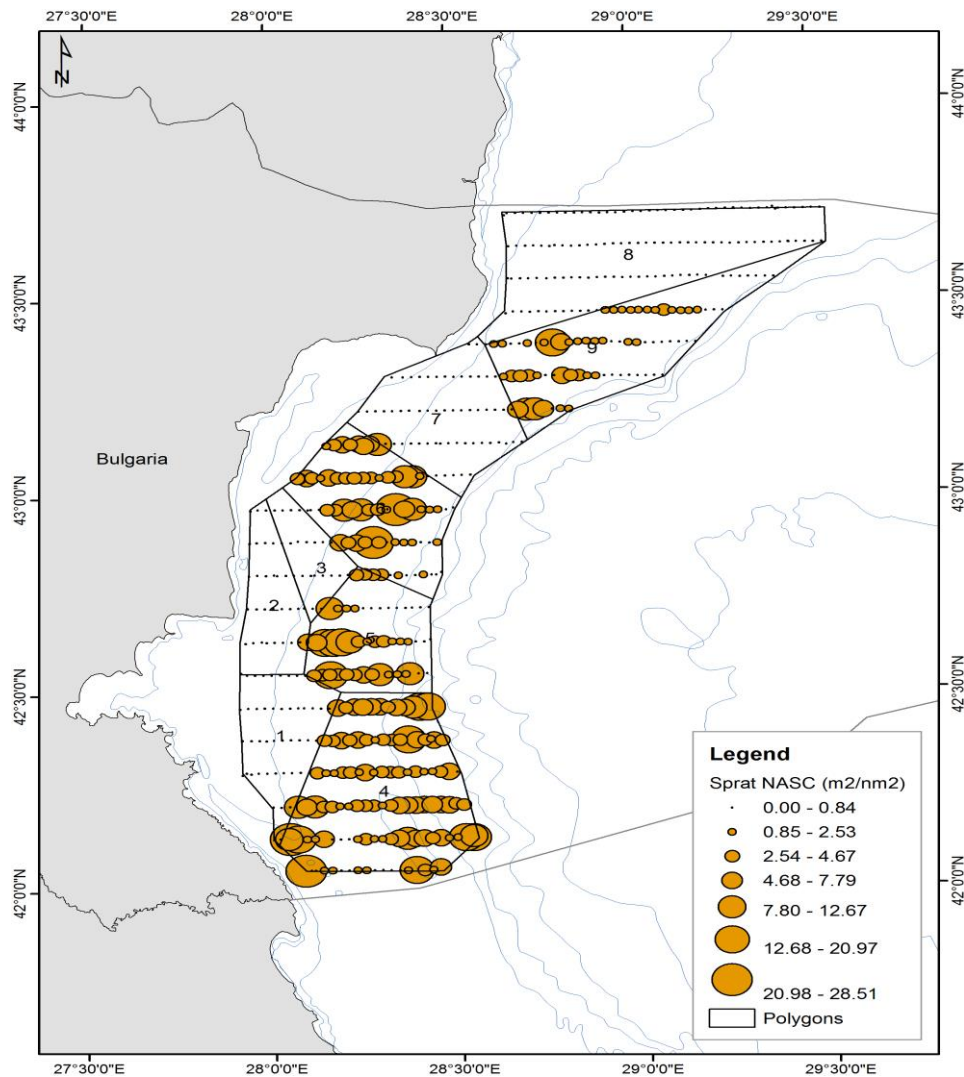 27°30'0"E 28°0'0"E 28°30'0"E 29°0'0"E 29°30'0"E
N
44°0'0"N 44°0'0"N
8
43°30'0"N 43°30'0"N
9
7
Bulgaria
43°0'0"N 43°0'0"N
6
3
2
5
42°30'0"N 42°30'0"N
1
4
42°0'0"N 42°0'0"N
Legend
Sprat NASC (m2/nm2)
0.00 - 0.84
0.85 - 2.53
2.54 - 4.67
4.68 - 7.79
7.80 - 12.67
12.68 - 20.97
20.98 - 28.51
Polygons
27°30'0"E 28°0'0"E 28°30'0"E 29°0'0"E 29°30'0"E